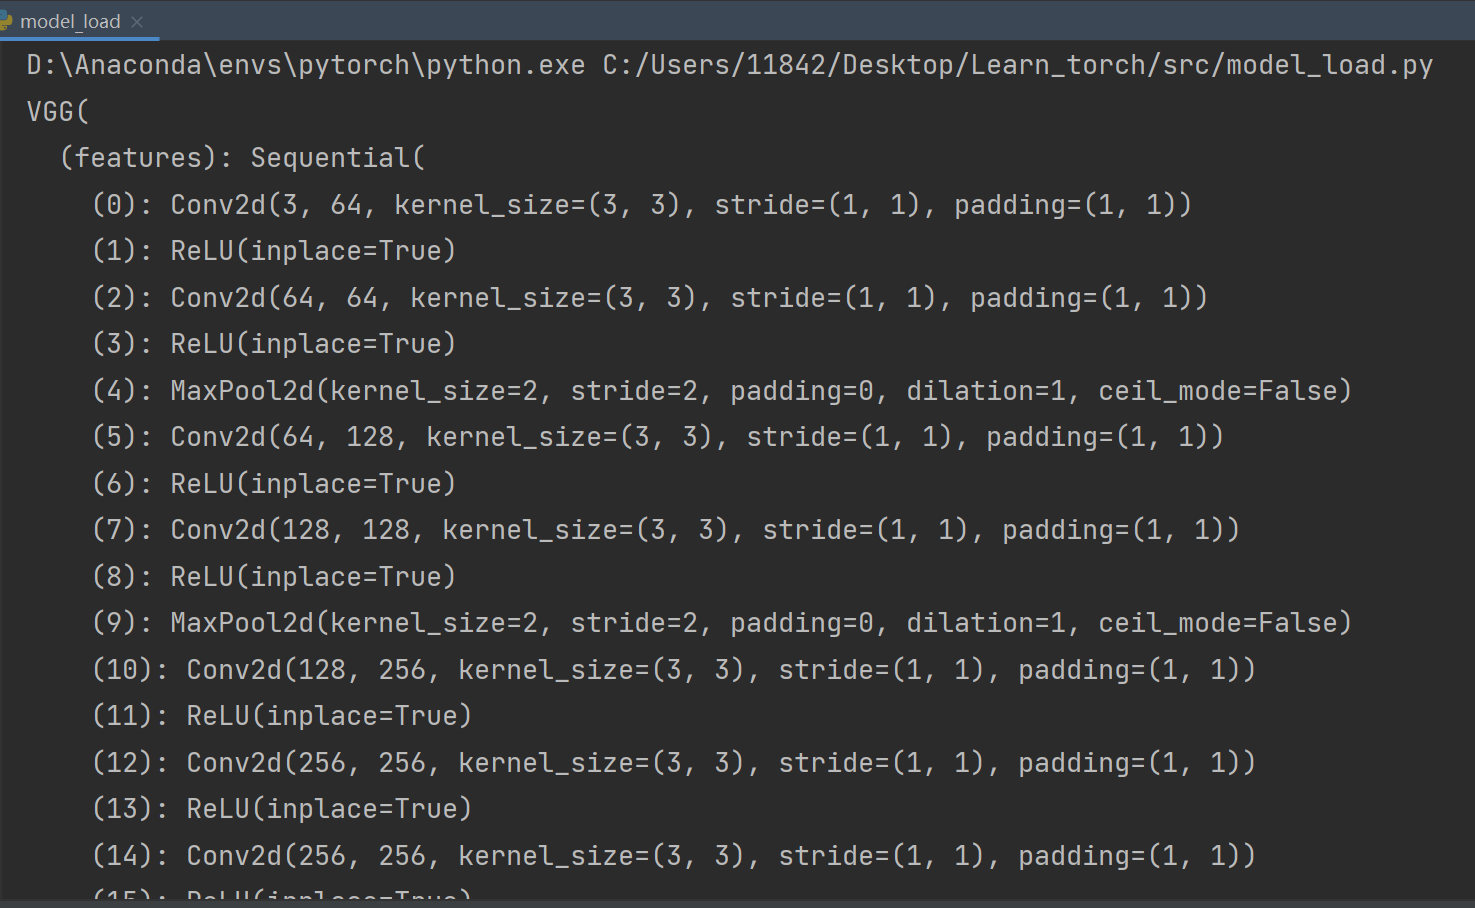 model_load
D:\Anaconda\envs\pytorch\python.exe C:/Users/11842/Desktop/Learn_torch/src/model_load.py
VGG(
  (features): Sequential(
    (0): Conv2d(3, 64, kernel_size=(3, 3), stride=(1, 1), padding=(1, 1))
    (1): ReLU(inplace=True)
    (2): Conv2d(64, 64, kernel_size=(3, 3), stride=(1, 1), padding=(1, 1))
    (3): ReLU(inplace=True)
    (4): MaxPool2d(kernel_size=2, stride=2, padding=0, dilation=1, ceil_mode=False)
    (5): Conv2d(64, 128, kernel_size=(3, 3), stride=(1, 1), padding=(1, 1))
    (6): ReLU(inplace=True)
    (7): Conv2d(128, 128, kernel_size=(3, 3), stride=(1, 1), padding=(1, 1))
    (8): ReLU(inplace=True)
    (9): MaxPool2d(kernel_size=2, stride=2, padding=0, dilation=1, ceil_mode=False)
    (10): Conv2d(128, 256, kernel_size=(3, 3), stride=(1, 1), padding=(1, 1))
    (11): ReLU(inplace=True)
    (12): Conv2d(256, 256, kernel_size=(3, 3), stride=(1, 1), padding=(1, 1))
    (13): ReLU(inplace=True)
    (14): Conv2d(256, 256, kernel_size=(3, 3), stride=(1, 1), padding=(1, 1))
    (15): ReLU(inplace=True)